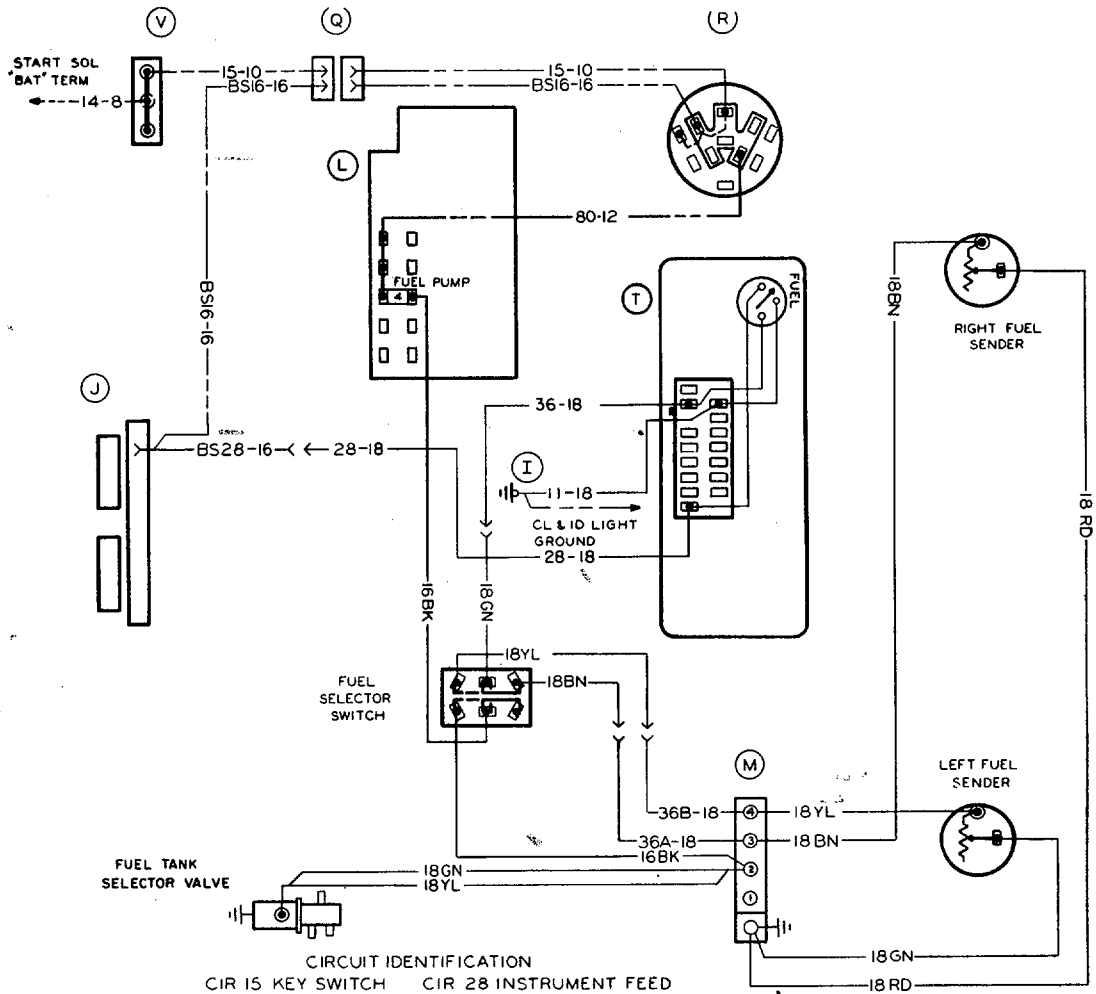 V
Q
R
START SOL
"BAT" TERM
14-8
15-10
BS16-16
15-10
BS16-16
L
80-12
FUEL PUMP
4
T
FUEL
18BN
RIGHT FUEL
SENDER
BS16-16
J
BS28-16
28-18
36-18
I
11-18
CL & ID LIGHT
GROUND
28-18
18 RD
16BK
18GN
18YL
18BN
FUEL
SELECTOR
SWITCH
M
LEFT FUEL
SENDER
36B-18
4
18YL
36A-18
3
18BN
16BK
2
1
FUEL TANK
SELECTOR VALVE
18GN
18YL
18GN
18RD
CIRCUIT IDENTIFICATION
CIR 15 KEY SWITCH CIR 28 INSTRUMENT FEED